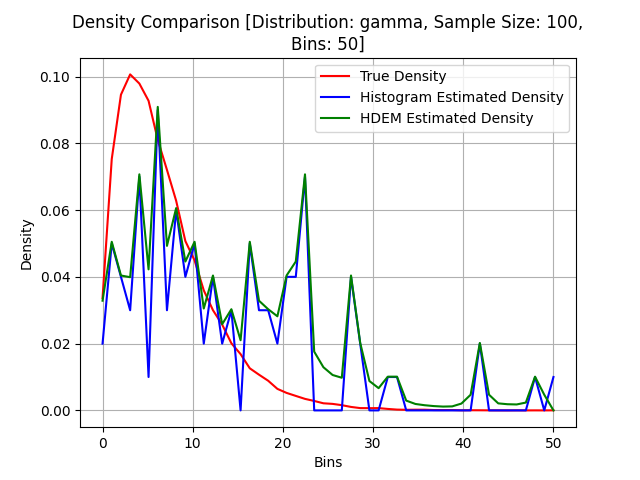 Density Comparison [Distribution: gamma, Sample Size: 100,
Bins: 50]
True Density
Histogram Estimated Density
HDEM Estimated Density
Density
0.10
0.08
0.06
0.04
0.02
0.00
0
10
20
30
40
50
Bins